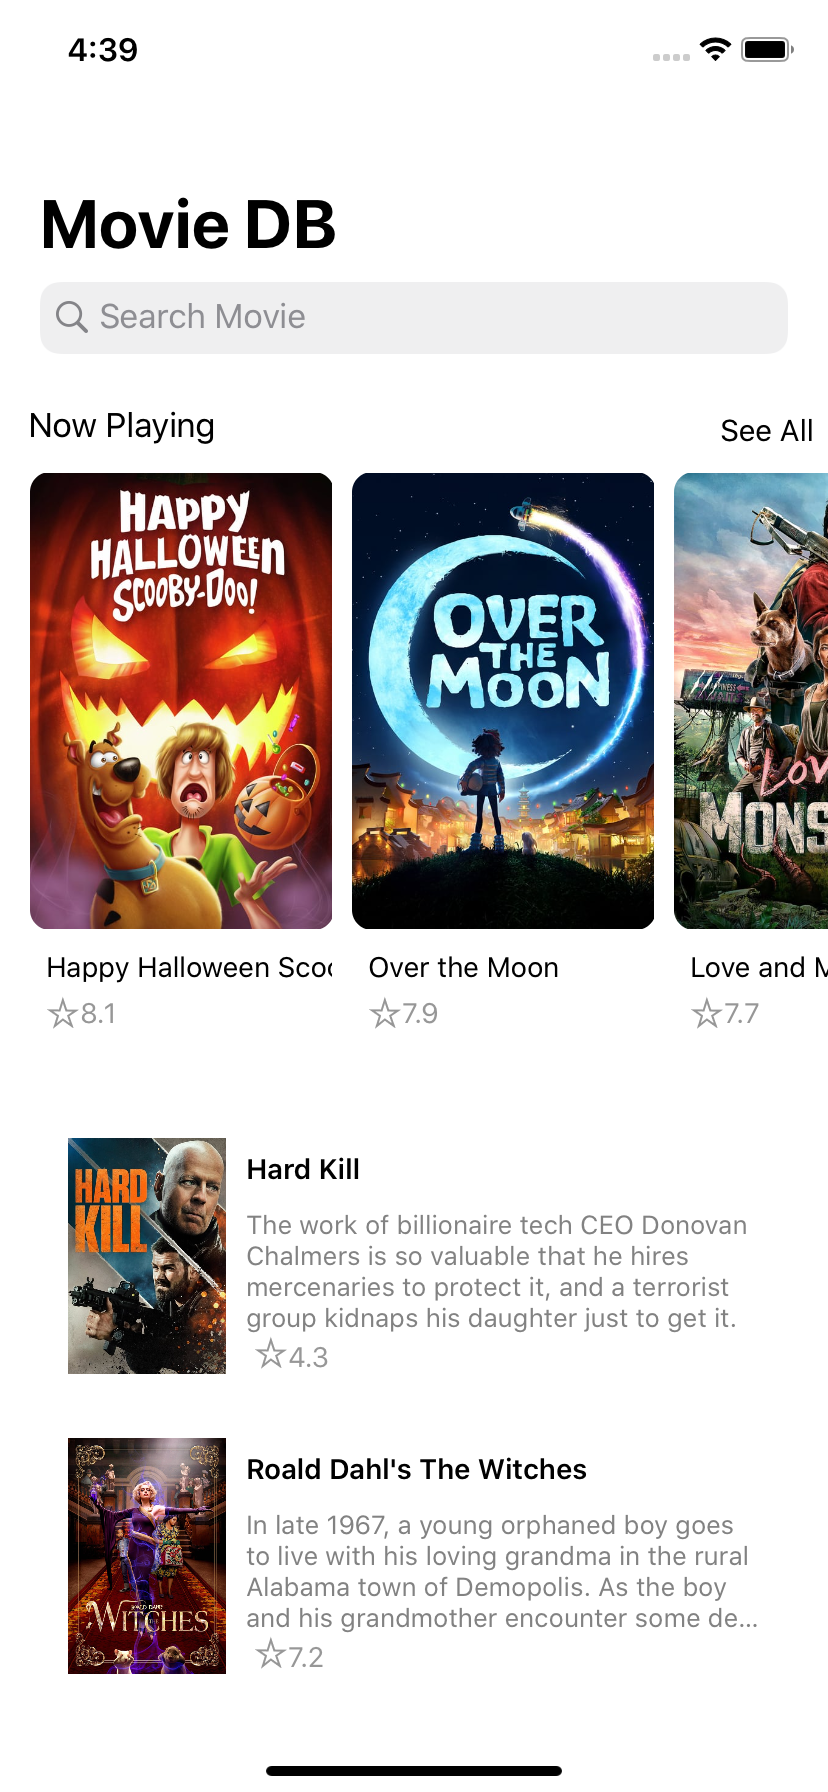 4:39
Movie DB
Search Movie
Now Playing
See All
HAPPY
HALLOWEEN
SCOOBY-DOO!
OVER
THE
MOON
LOV
MONS
Happy Halloween Scoo
Over the Moon
Love and M
8.1
7.9
7.7
HARD
KILL
Hard Kill
The work of billionaire tech CEO Donovan
Chalmers is so valuable that he hires
mercenaries to protect it, and a terrorist
group kidnaps his daughter just to get it.
4.3
ROALD DAHL'S
THE
WITCHES
Roald Dahl's The Witches
In late 1967, a young orphaned boy goes
to live with his loving grandma in the rural
Alabama town of Demopolis. As the boy
and his grandmother encounter some de...
7.2